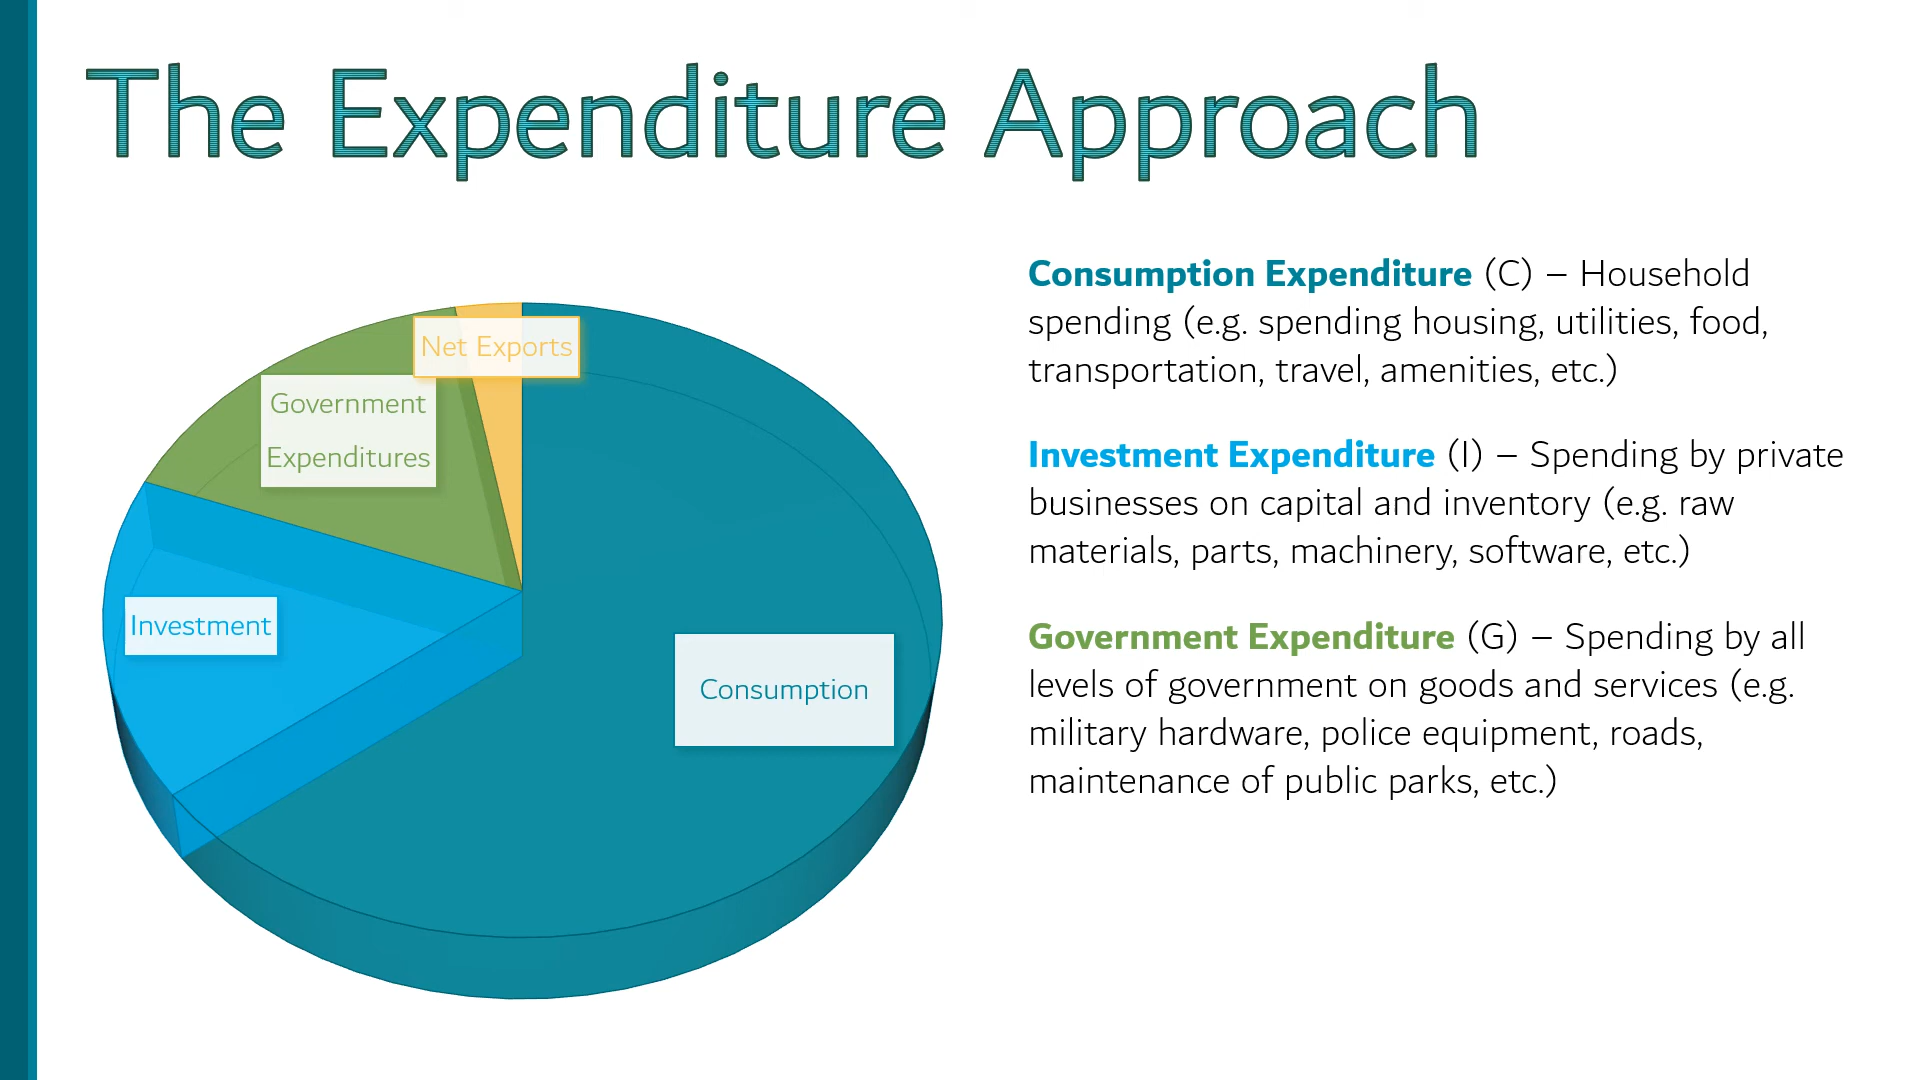 The Expenditure Approach
Net Exports
Government
Expenditures
Investment
Consumption
Consumption Expenditure (C) – Household
spending (e.g. spending housing, utilities, food,
transportation, travel, amenities, etc.)
Investment Expenditure (I) – Spending by private
businesses on capital and inventory (e.g. raw
materials, parts, machinery, software, etc.)
Government Expenditure (G) – Spending by all
levels of government on goods and services (e.g.
military hardware, police equipment, roads,
maintenance of public parks, etc.)